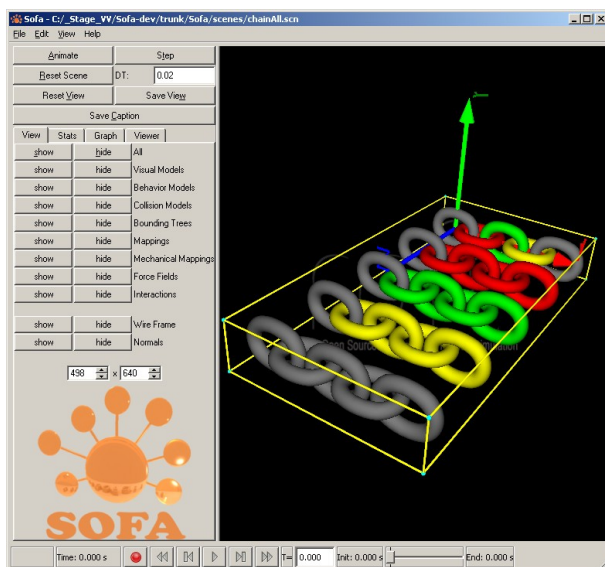 Sofa - C:/_Stage_VV/Sofa-dev/trunk/Sofa/scenes/chainAll.scn
File Edit View Help
Animate Step
Reset Scene DT: 0.02
Reset View Save View
Save Caption
View Stats Graph Viewer
show hide All
show hide Visual Models
show hide Behavior Models
show hide Collision Models
show hide Bounding Trees
show hide Mappings
show hide Mechanical Mappings
show hide Force Fields
show hide Interactions
show hide Wire Frame
show hide Normals
498 x 640
SOFA
Open Source
Time: 0.000 s T= 0.000 Init: 0.000 s End: 0.000 s